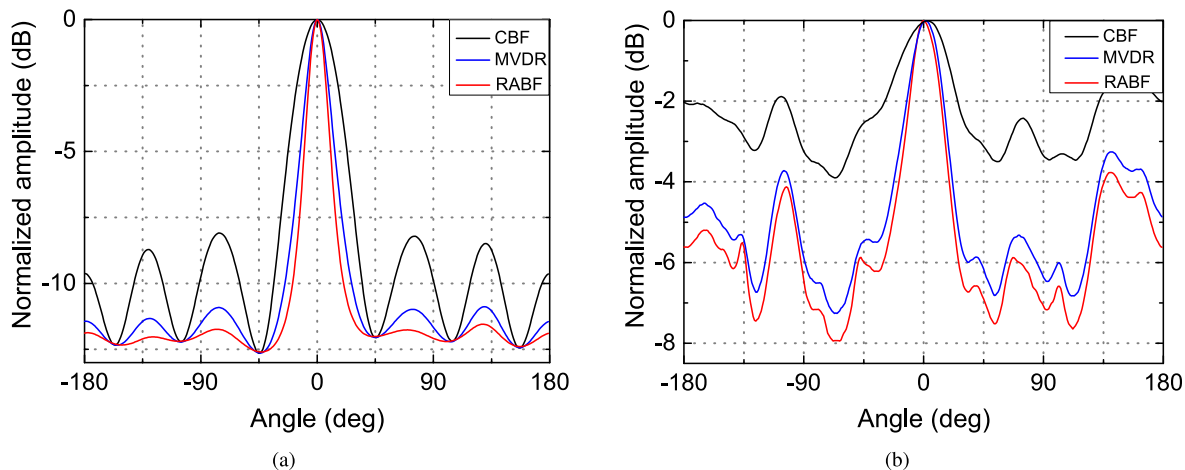 Normalized amplitude (dB)
0
-5
-10
CBF
MVDR
RABF
-180
-90
0
90
180
Angle (deg)
(a)
Normalized amplitude (dB)
0
-2
-4
-6
-8
CBF
MVDR
RABF
-180
-90
0
90
180
Angle (deg)
(b)